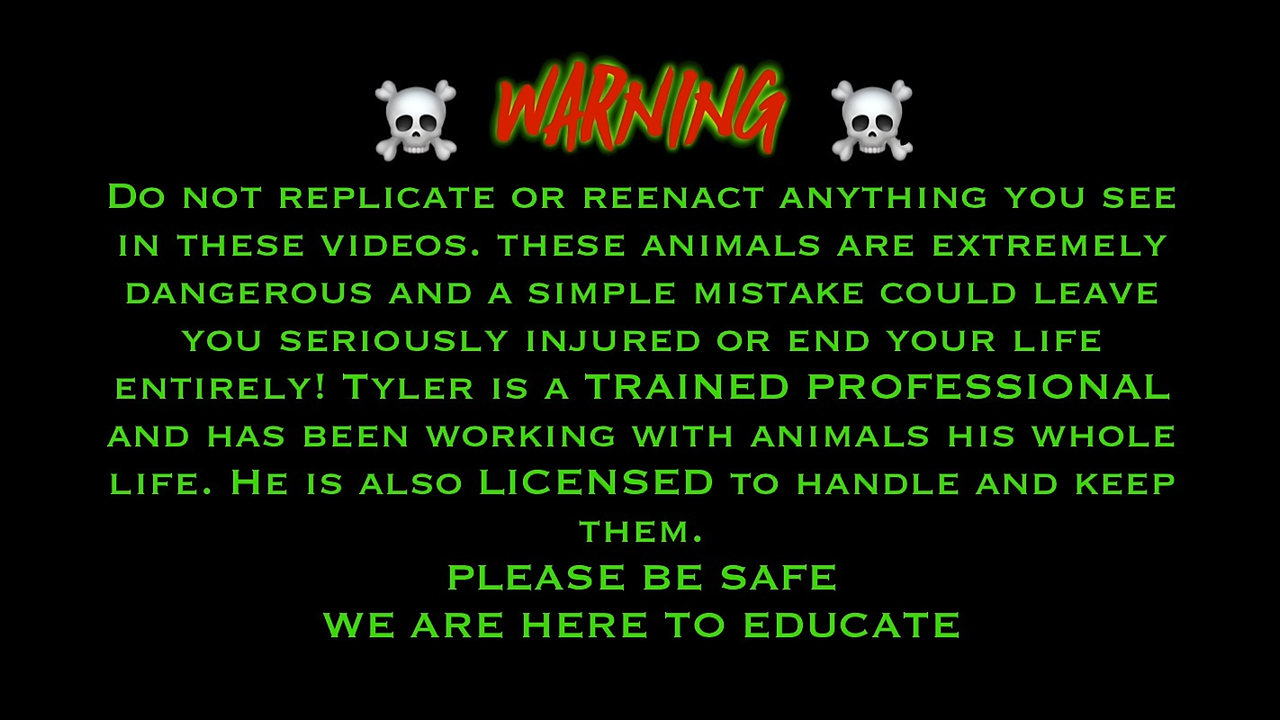 ☠️ WARNING ☠️
Do not replicate or reenact anything you see
in these videos. these animals are extremely
dangerous and a simple mistake could leave
you seriously injured or end your life
entirely! Tyler is a TRAINED PROFESSIONAL
and has been working with animals his whole
life. He is also LICENSED to handle and keep
them.
PLEASE BE SAFE
WE ARE HERE TO EDUCATE